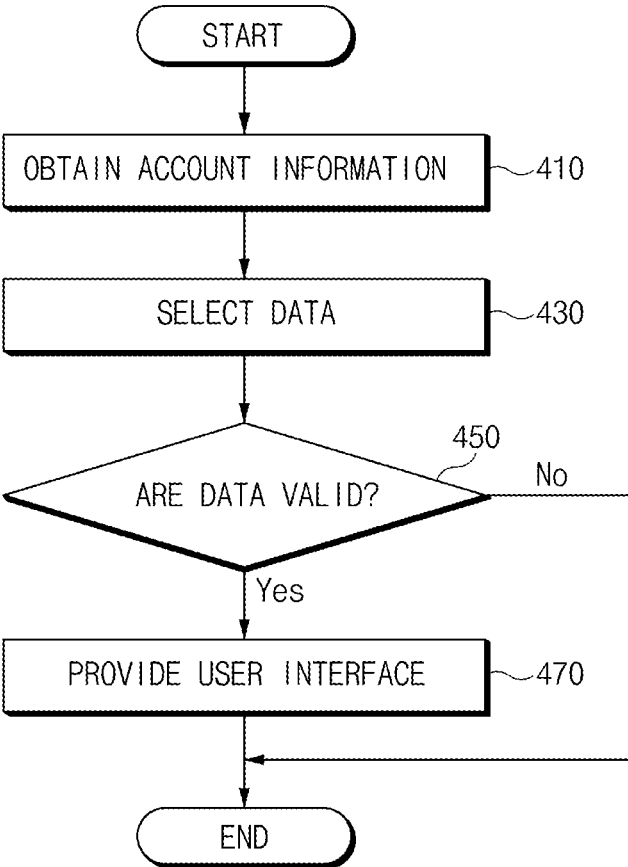 START
OBTAIN ACCOUNT INFORMATION
410
SELECT DATA
430
450
ARE DATA VALID?
No
Yes
PROVIDE USER INTERFACE
470
END